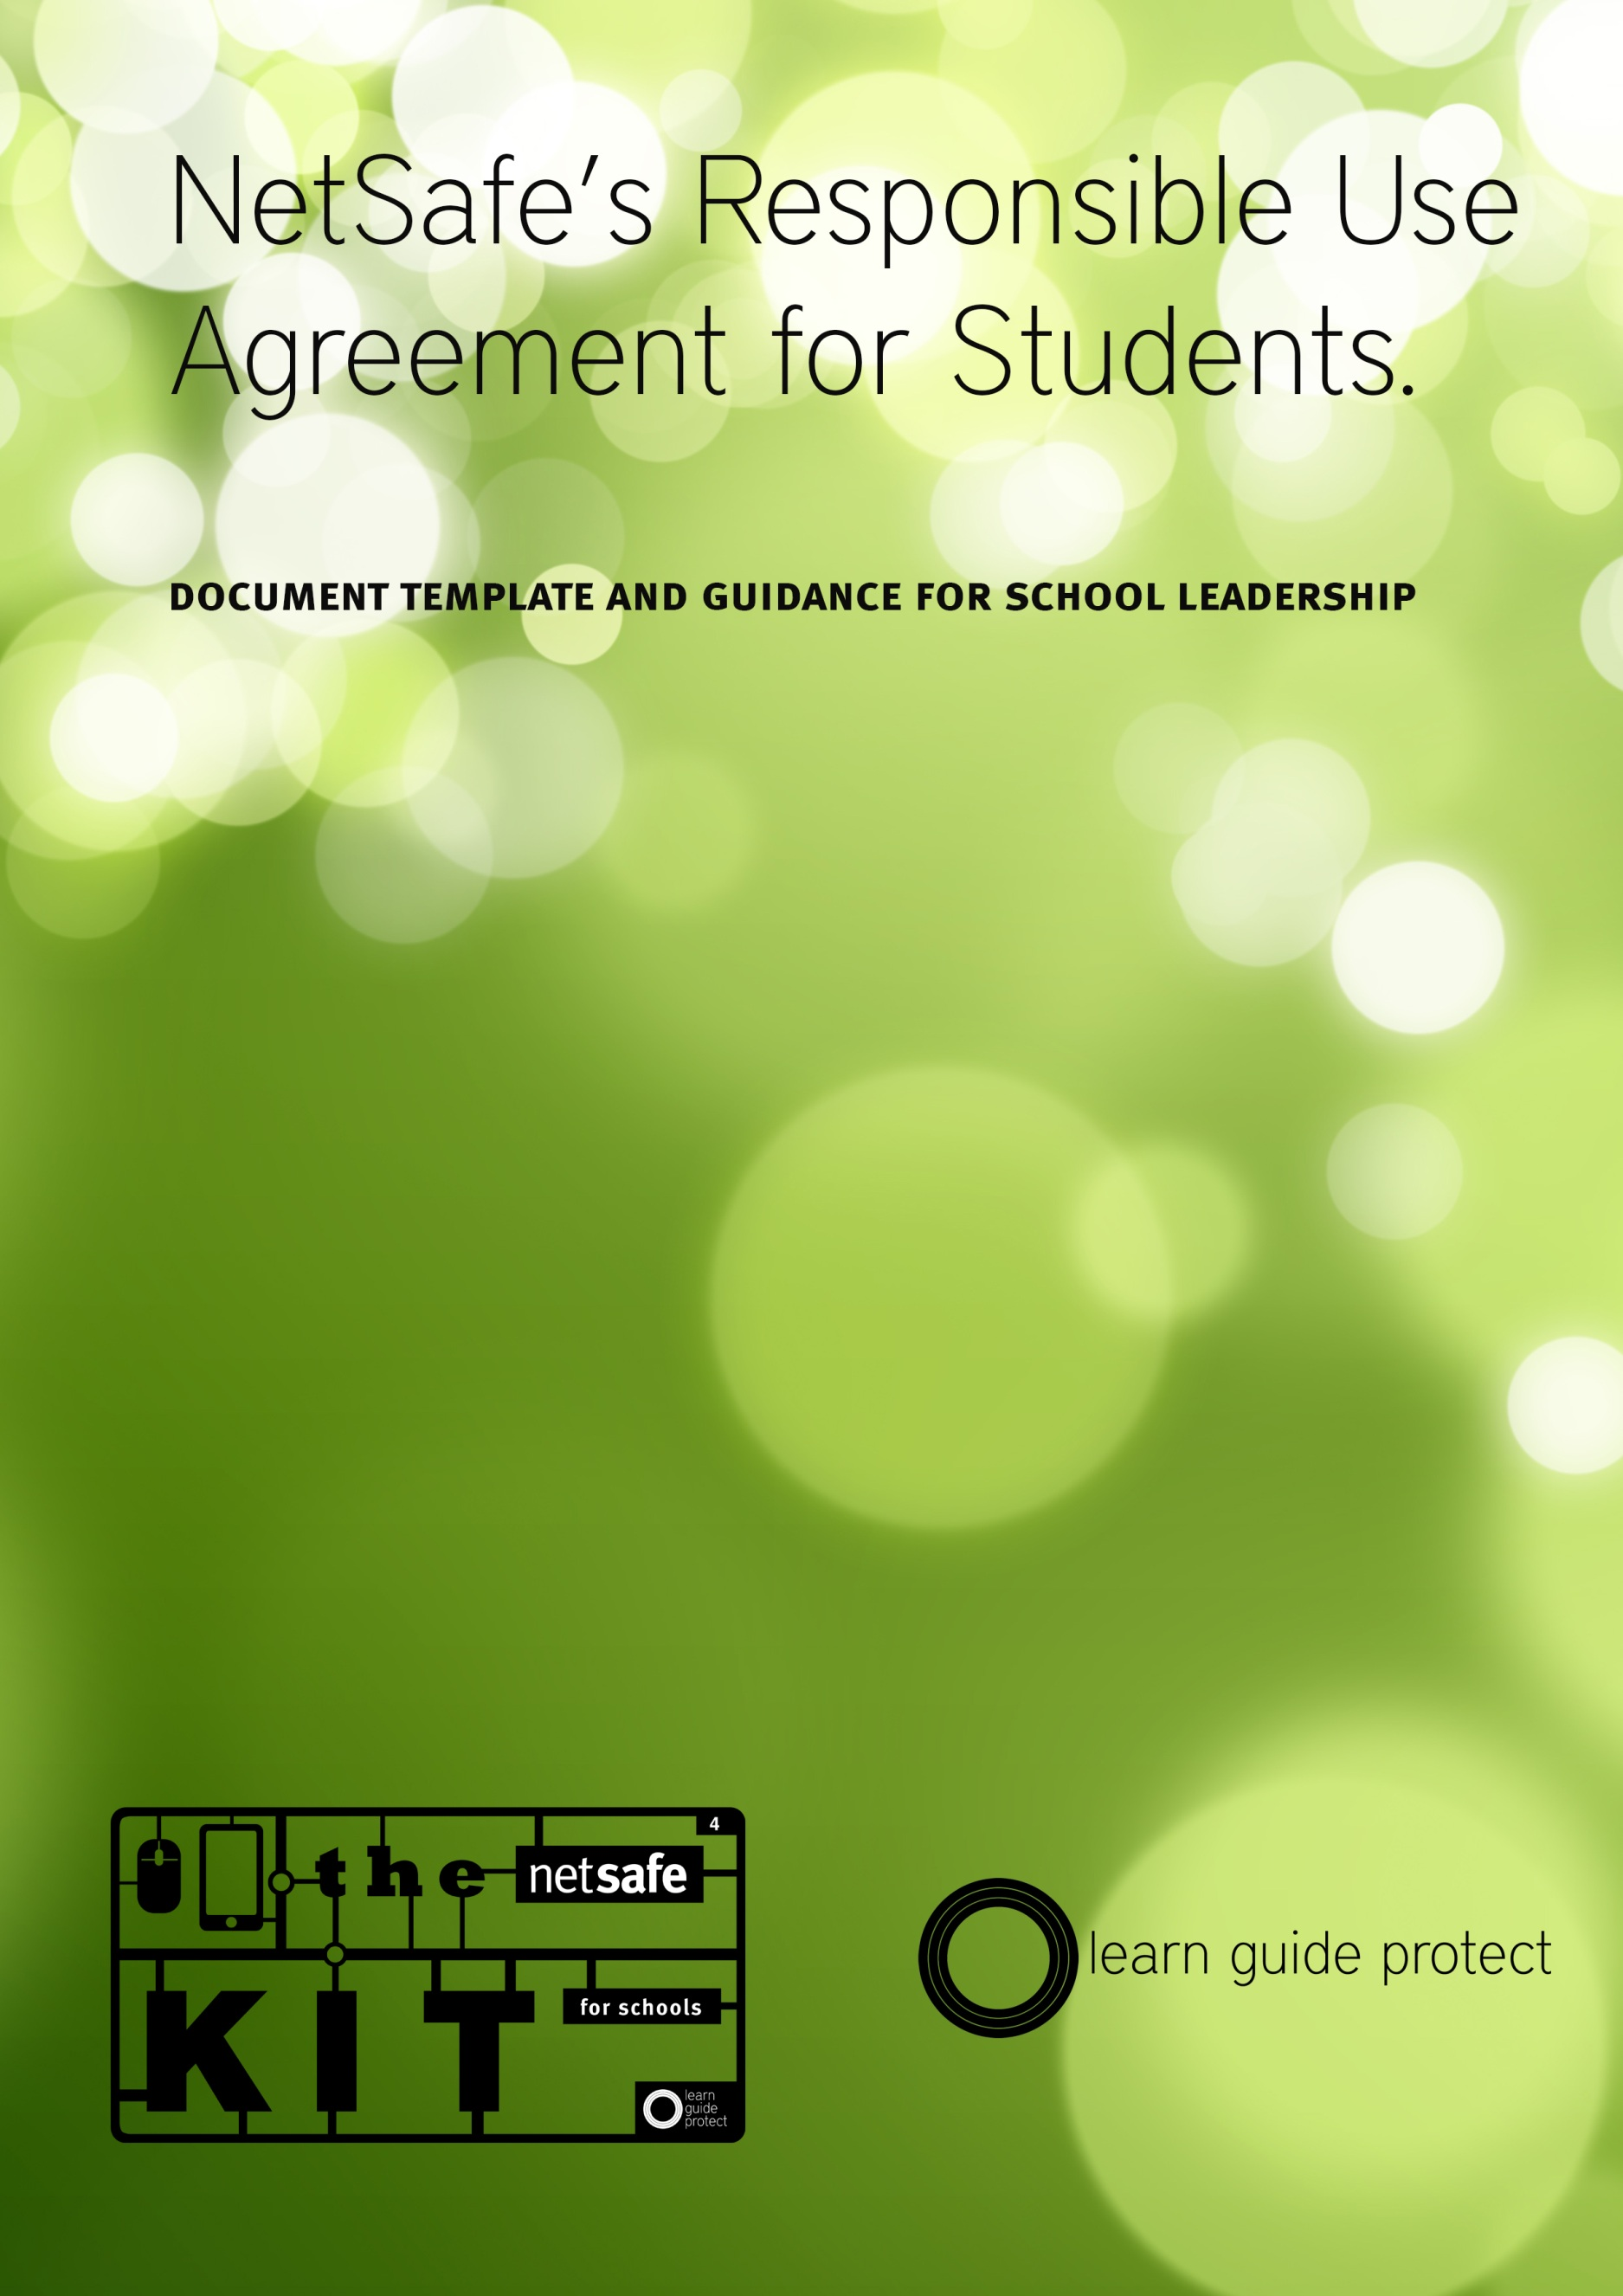 NetSafe's Responsible Use
Agreement for Students.
DOCUMENT TEMPLATE AND GUIDANCE FOR SCHOOL LEADERSHIP
4
the netsafe
KIT for schools
learn
guide
protect
learn guide protect